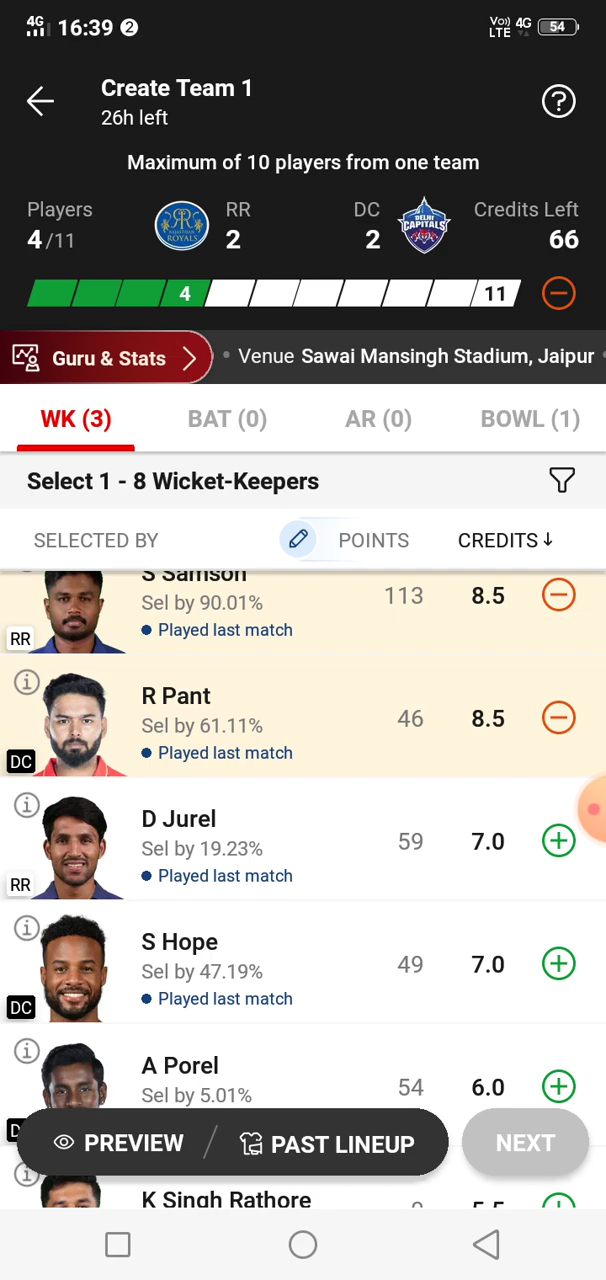 4G 16:39 2 Vo) LTE 4G 54
Create Team 1
26h left
Maximum of 10 players from one team
Players RR DC Credits Left
4/11 RAJASTHAN ROYALS 2 2 DELHI CAPITALS 66
4 11
Guru & Stats • Venue Sawai Mansingh Stadium, Jaipur
WK (3) BAT (0) AR (0) BOWL (1)
Select 1 - 8 Wicket-Keepers
SELECTED BY POINTS CREDITS↓
S Samson
Sel by 90.01% 113 8.5
• Played last match
RR
R Pant
Sel by 61.11% 46 8.5
• Played last match
DC
D Jurel
Sel by 19.23% 59 7.0
• Played last match
RR
S Hope
Sel by 47.19% 49 7.0
• Played last match
DC
A Porel
Sel by 5.01% 54 6.0
PREVIEW / PAST LINEUP NEXT
K Singh Rathore